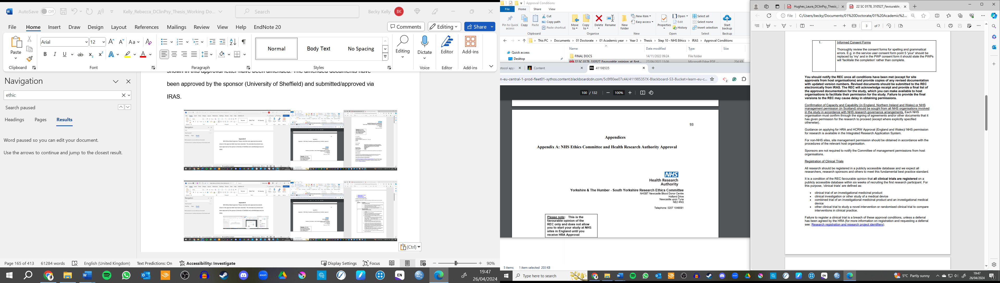 AutoSave Off
Kelly_Rebecca_DClinPsy_Thesis_Working Do...
Search
Becky Kelly BK
File Home Insert Draw Design Layout References Mailings Review View Help EndNote 20
Comments Editing Share
Paste
Clipboard
Arial 12
Font
Paragraph
Normal Body Text No Spacing
Styles
Editing
Dictate
Voice
Editor
Editor
Add-ins
Add-ins
Navigation
ethic
Search paused
Headings Pages Results
Word paused so you can edit your document.
Use the arrows to continue and jump to the closest result.
shown in this approval letter have been amended. The amended documents have
been approved by the sponsor (University of Sheffield) and submitted/approved via
IRAS.
(Ctrl)
Page 165 of 413 61284 words English (United Kingdom) Text Predictions: On Accessibility: Investigate
Display Settings Focus 90%
19:47
26/04/2024
Approval Conditions
File Home Share View
Pin to Quick access Copy Paste Cut Copy path Paste shortcut
Clipboard
Move to Copy to Delete Rename
Organise
New folder New item Easy access
New
Properties Open Edit History
Open
Select all Select none Invert selection
Select
Start backup
Backup
This PC > Documents > 01 Doctorate > 01 Academic year > Year 3 > Thesis > Step 10 - NHS Ethics > IRAS > Approval Conditions
Quick access
Desktop
Name Date modified Type Size
FINAL DOCS 14/11/2022 09:24 File folder
22 SC 0178, 310527_Favourable_opinion_at_first... 27/06/2022 13:06 Microsoft Edge PDF ... 204 KB
Content
41198535
n-eu-central-1-prod-fleet01-xythos.content.blackboardcdn.com/5c8f80ee07c44/41198535?X-Blackboard-S3-Bucket=learn-eu-c...
100 / 132 100%
93
Appendices
Appendix A: NHS Ethics Committee and Health Research Authority Approval
NHS
Health Research
Authority
Yorkshire & The Humber - South Yorkshire Research Ethics Committee
NHSBT Newcastle Blood Donor Centre
Holland Drive
Newcastle upon Tyne
NE2 4NQ
Telephone: 0207 1048091
Please note: This is the
favourable opinion of the
REC only and does not allow
you to start your study at NHS
sites in England until you
receive HRA Approval
5 items 1 item selected 203 KB
Type here to search
5°C Partly sunny
19:47
26/04/2024
Hughes_Laura_DClinPsy_Thesis_2
22 SC 0178, 310527_Favourable_
File C:/Users/becky/Documents/01%20Doctorate/01%20Academic%2...
3 of 7
1. Informed Consent Forms
Thoroughly review the consent forms for spelling and grammatical
errors. E.g. in the service user consent form point 5 'your' should be
replaced by 'my' and in the PWP consent form it should state the PWPs
will 'facilitate the completion' rather than complete.
You should notify the REC once all conditions have been met (except for site
approvals from host organisations) and provide copies of any revised documentation
with updated version numbers. Revised documents should be submitted to the REC
electronically from IRAS. The REC will acknowledge receipt and provide a final list of
the approved documentation for the study, which you can make available to host
organisations to facilitate their permission for the study. Failure to provide the final
versions to the REC may cause delay in obtaining permissions.
Confirmation of Capacity and Capability (in England, Northern Ireland and Wales) or NHS
management permission (in Scotland) should be sought from all NHS organisations involved
in the study in accordance with NHS research governance arrangements. Each NHS
organisation must confirm through the signing of agreements and/or other documents that it
has given permission for the research to proceed (except where explicitly specified
otherwise).
Guidance on applying for HRA and HCRW Approval (England and Wales)/ NHS permission
for research is available in the Integrated Research Application System.
For non-NHS sites, site management permission should be obtained in accordance with the
procedures of the relevant host organisation.
Sponsors are not required to notify the Committee of management permissions from host
organisations.
Registration of Clinical Trials
All research should be registered in a publicly accessible database and we expect all
researchers, research sponsors and others to meet this fundamental best practice standard.
It is a condition of the REC favourable opinion that all clinical trials are registered on a
publicly accessible database within six weeks of recruiting the first research participant. For
this purpose, 'clinical trials' are defined as:
• clinical trial of an investigational medicinal product
• clinical investigation or other study of a medical device
• combined trial of an investigational medicinal product and an investigational medical
device
• other clinical trial to study a novel intervention or randomised clinical trial to compare
interventions in clinical practice.
Failure to register a clinical trial is a breach of these approval conditions, unless a deferral
has been agreed by the HRA (for more information on registration and requesting a deferral
see: Research registration and research project identifiers).